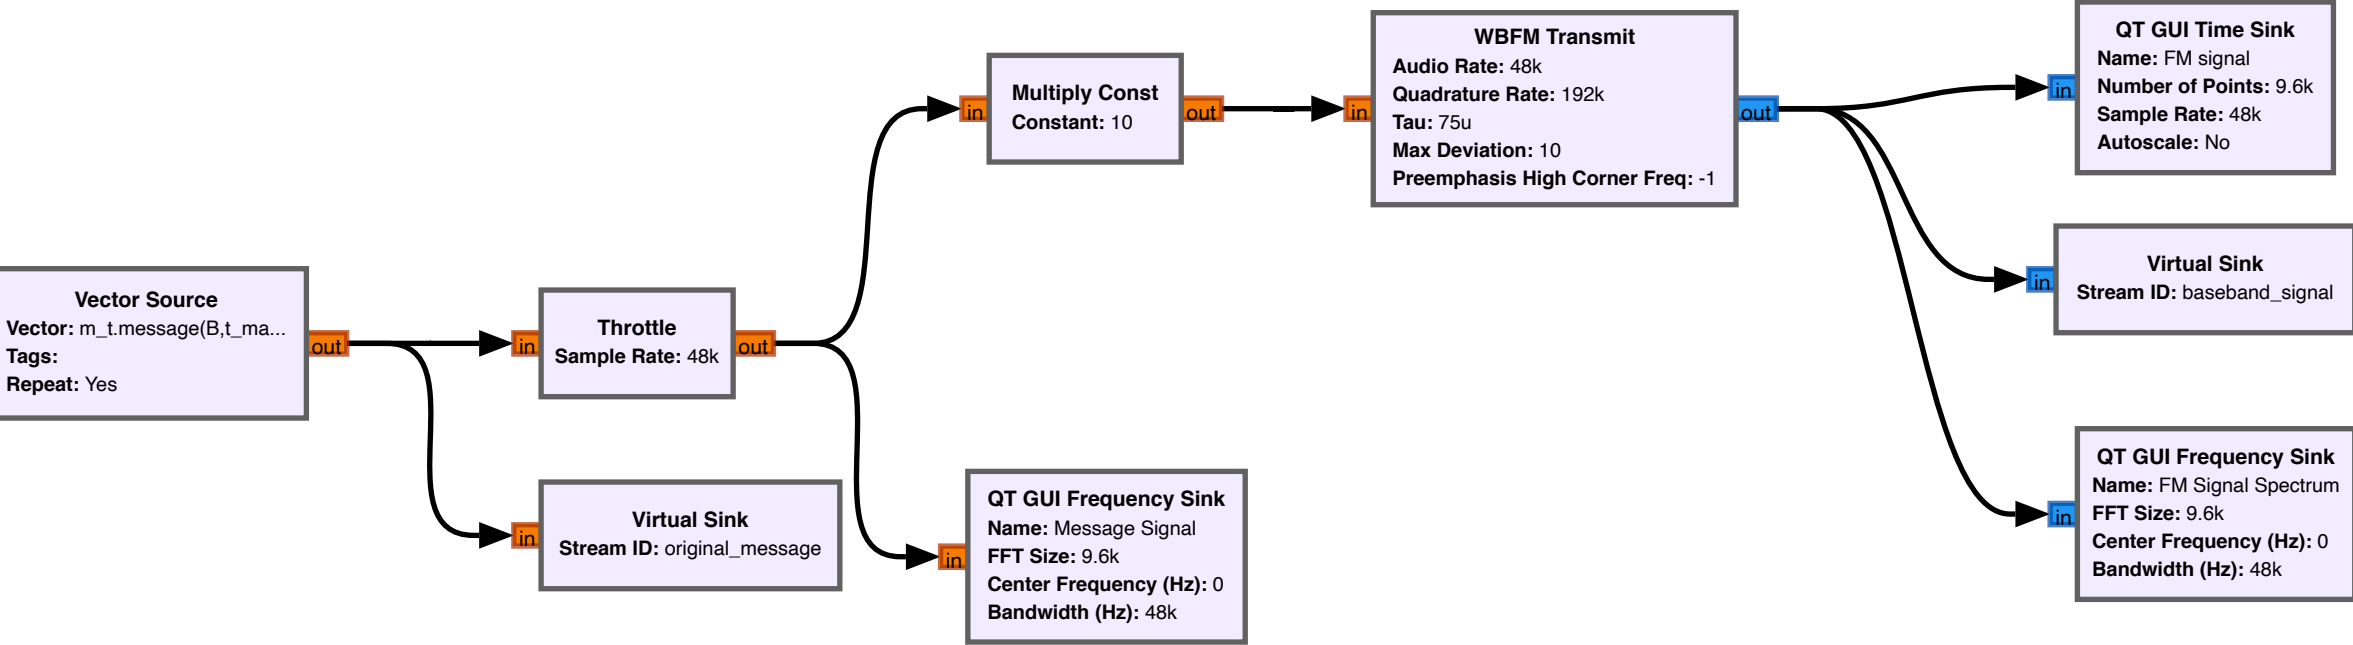 Vector Source
Vector: m_t.message(B,t_ma...
Tags:
Repeat: Yes
out
in
Throttle
Sample Rate: 48k
out
in
Virtual Sink
Stream ID: original_message
in
Multiply Const
Constant: 10
out
in
QT GUI Frequency Sink
Name: Message Signal
FFT Size: 9.6k
Center Frequency (Hz): 0
Bandwidth (Hz): 48k
in
WBFM Transmit
Audio Rate: 48k
Quadrature Rate: 192k
Tau: 75u
Max Deviation: 10
Preemphasis High Corner Freq: -1
out
in
QT GUI Time Sink
Name: FM signal
Number of Points: 9.6k
Sample Rate: 48k
Autoscale: No
in
Virtual Sink
Stream ID: baseband_signal
in
QT GUI Frequency Sink
Name: FM Signal Spectrum
FFT Size: 9.6k
Center Frequency (Hz): 0
Bandwidth (Hz): 48k